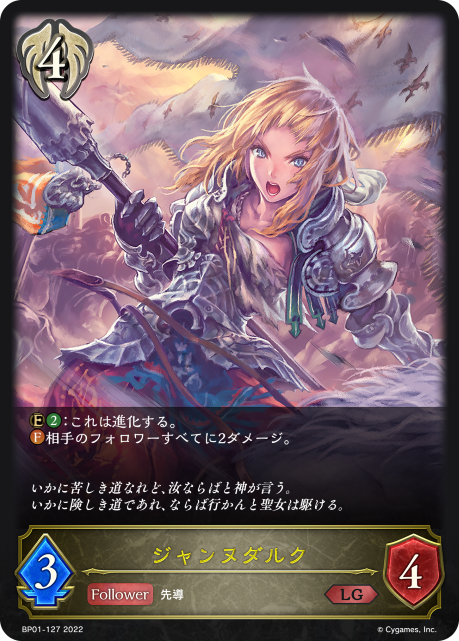 4
E 2：これは進化する。
F 相手のフォロワーすべてに2ダメージ。
いかに苦しき道なれど、汝ならばと神が言う。
いかに険しき道であれ、ならば行かんと聖女は駆ける。
ジャンヌダルク
3
Follower 先導
LG
4
BP01-127 2022
© Cygames, Inc.